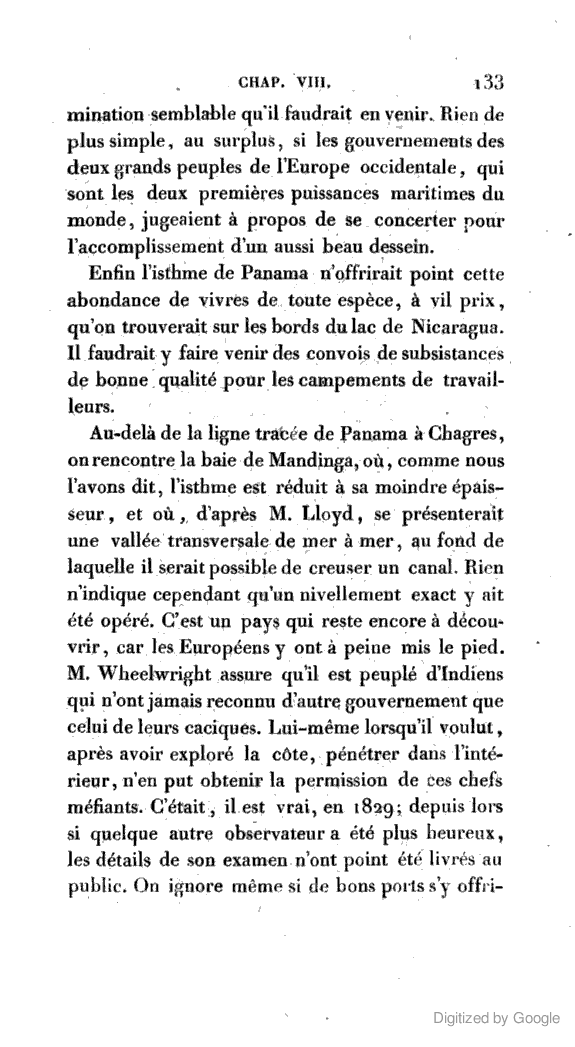 CHAP. VIII. 133
mination semblable qu'il faudrait en venir. Rien de
plus simple, au surplus, si les gouvernements des
deux grands peuples de l'Europe occidentale, qui
sont les deux premières puissances maritimes du
monde, jugeaient à propos de se concerter pour
l'accomplissement d'un aussi beau dessein.
Enfin l'isthme de Panama n'offrirait point cette
abondance de vivres de toute espèce, à vil prix,
qu'on trouverait sur les bords du lac de Nicaragua.
Il faudrait y faire venir des convois de subsistances
de bonne qualité pour les campements de travail-
leurs.
Au-delà de la ligne tracée de Panama à Chagres,
on rencontre la baie de Mandinga, où, comme nous
l'avons dit, l'isthme est réduit à sa moindre épais-
seur, et où, d'après M. Lloyd, se présenterait
une vallée transversale de mer à mer, au fond de
laquelle il serait possible de creuser un canal. Rien
n'indique cependant qu'un nivellement exact y ait
été opéré. C'est un pays qui reste encore à décou-
vrir, car les Européens y ont à peine mis le pied.
M. Wheelwright assure qu'il est peuplé d'Indiens
qui n'ont jamais reconnu d'autre gouvernement que
celui de leurs caciques. Lui-même lorsqu'il voulut,
après avoir exploré la côte, pénétrer dans l'inté-
rieur, n'en put obtenir la permission de ces chefs
méfiants. C'était, il est vrai, en 1829; depuis lors
si quelque autre observateur a été plus heureux,
les détails de son examen n'ont point été livrés au
public. On ignore même si de bons ports s'y offri-
Digitized by Google